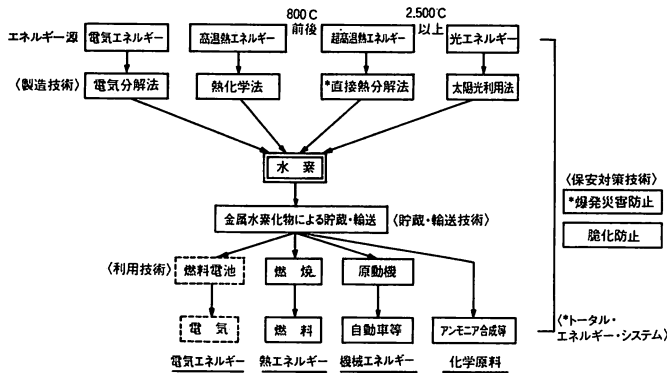 800℃ 2.500℃
エネルギー源 電気エネルギー 高温熱エネルギー 前後 超高温熱エネルギー 以上 光エネルギー
〈製造技術〉 電気分解法 熱化学法 *直接熱分解法 太陽光利用法
水素
〈保安対策技術〉
*爆発災害防止
金属水素化物による貯蔵・輸送 〈貯蔵・輸送技術〉
脆化防止
〈利用技術〉 燃料電池 燃焼 原動機
〈*トータル・
電気 燃料 自動車等 アンモニア合成等
エネルギー・システム〉
電気エネルギー 熱エネルギー 機械エネルギー 化学原料